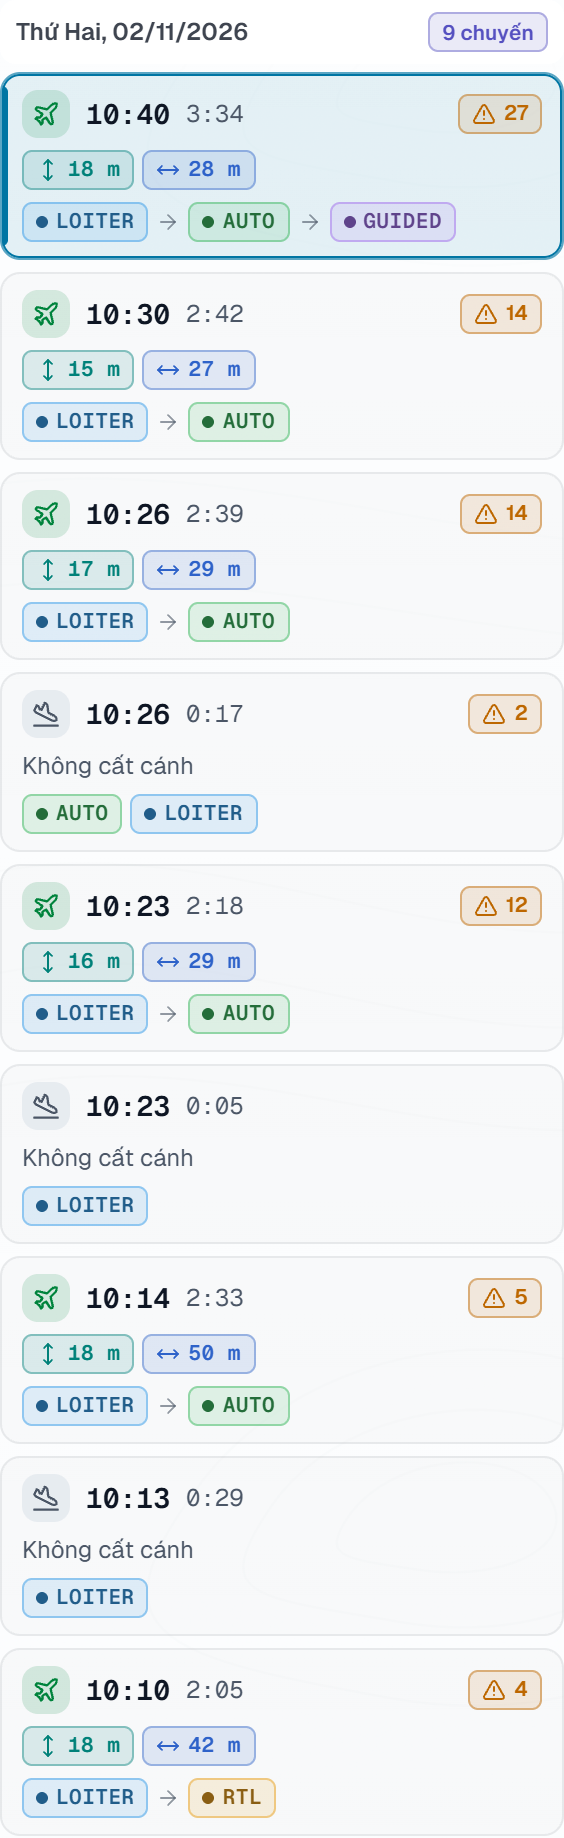 Thứ Hai, 02/11/2026 9 chuyến
10:40 3:34 27
18 m 28 m
LOITER → AUTO → GUIDED
10:30 2:42 14
15 m 27 m
LOITER → AUTO
10:26 2:39 14
17 m 29 m
LOITER → AUTO
10:26 0:17 2
Không cất cánh
AUTO LOITER
10:23 2:18 12
16 m 29 m
LOITER → AUTO
10:23 0:05
Không cất cánh
LOITER
10:14 2:33 5
18 m 50 m
LOITER → AUTO
10:13 0:29
Không cất cánh
LOITER
10:10 2:05 4
18 m 42 m
LOITER → RTL